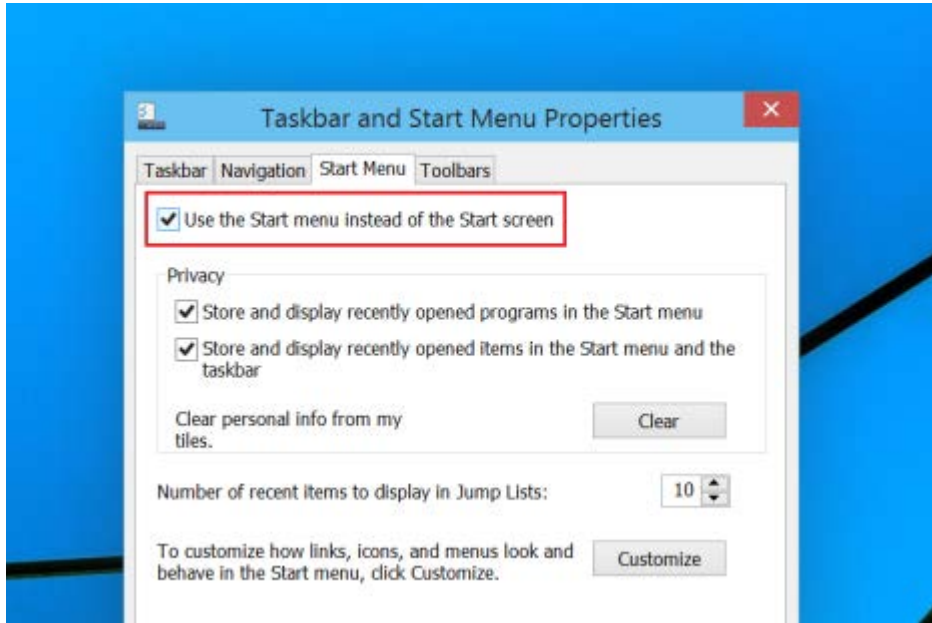 Taskbar and Start Menu Properties
Taskbar Navigation Start Menu Toolbars
Use the Start menu instead of the Start screen
Privacy
Store and display recently opened programs in the Start menu
Store and display recently opened items in the Start menu and the
taskbar
Clear personal info from my
tiles.
Clear
Number of recent items to display in Jump Lists:
10
To customize how links, icons, and menus look and
behave in the Start menu, click Customize.
Customize